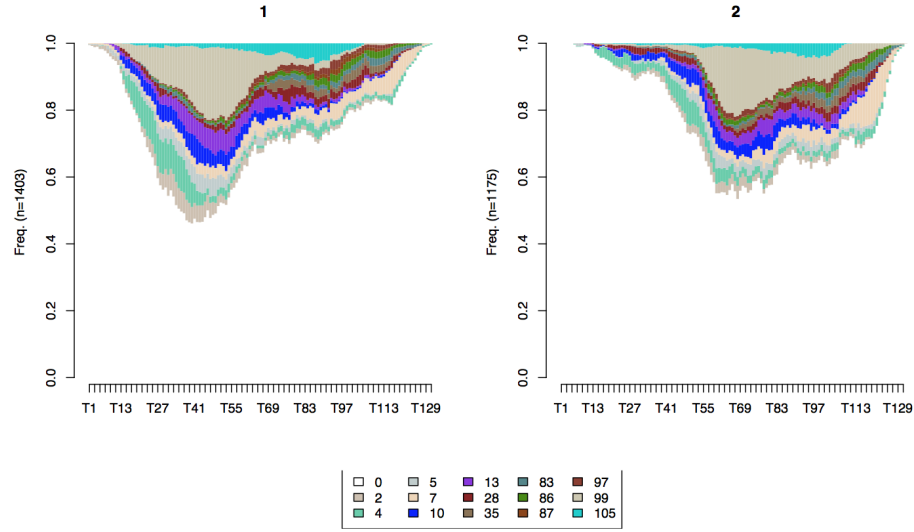 1
2
Freq. (n=1403)
0.0 0.2 0.4 0.6 0.8 1.0
T1 T13 T27 T41 T55 T69 T83 T97 T113 T129
Freq. (n=1175)
0.0 0.2 0.4 0.6 0.8 1.0
T1 T13 T27 T41 T55 T69 T83 T97 T113 T129
0 5 13 83 97
2 7 28 86 99
4 10 35 87 105